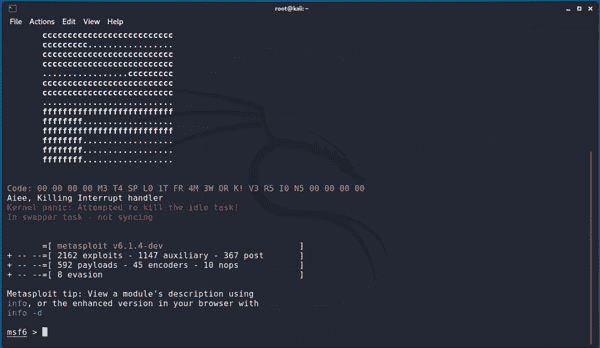 root@kali: ~
File Actions Edit View Help
cccccccccccccccccccccccccc
ccccccccc.................
cccccccccccccccccccccccccc
cccccccccccccccccccccccccc
.................ccccccccc
cccccccccccccccccccccccccc
cccccccccccccccccccccccccc
..........................
ffffffffffffffffffffffffff
ffffffff..................
ffffffffffffffffffffffffff
ffffffff..................
ffffffff..................
ffffffff..................
Code: 00 00 00 00 M3 T4 SP L0 1T FR 4M 3W OR K! V3 R5 I0 N5 00 00 00 00
Aiee, Killing Interrupt handler
Kernel panic: Attempted to kill the idle task!
In swapper task - not syncing
=[ metasploit v6.1.4-dev ]
+ -- --=[ 2162 exploits - 1147 auxiliary - 367 post ]
+ -- --=[ 592 payloads - 45 encoders - 10 nops ]
+ -- --=[ 8 evasion ]
Metasploit tip: View a module's description using
info, or the enhanced version in your browser with
info -d
msf6 >